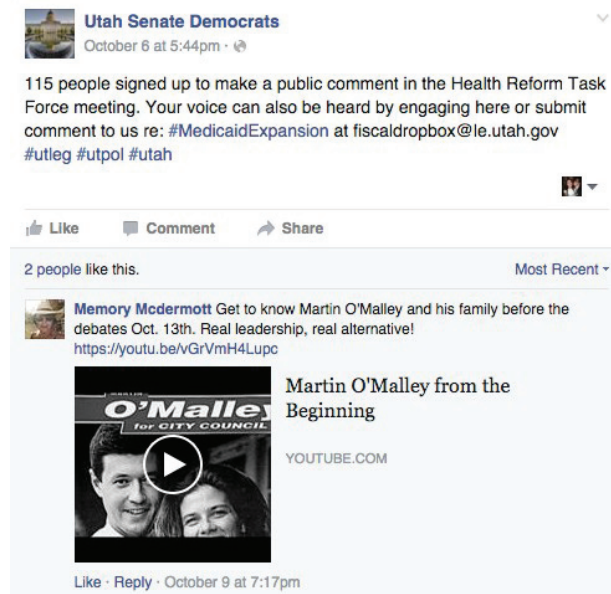 Utah Senate Democrats
October 6 at 5:44pm ·
115 people signed up to make a public comment in the Health Reform Task
Force meeting. Your voice can also be heard by engaging here or submit
comment to us re: #MedicaidExpansion at fiscaldropbox@le.utah.gov
#utleg #utpol #utah
Like Comment Share
2 people like this.
Most Recent
Memory Mcdermott Get to know Martin O'Malley and his family before the
debates Oct. 13th. Real leadership, real alternative!
https://youtu.be/vGrVmH4Lupc
O'Malley
for CITY COUNCIL
Martin O'Malley from the
Beginning
YOUTUBE.COM
Like · Reply · October 9 at 7:17pm